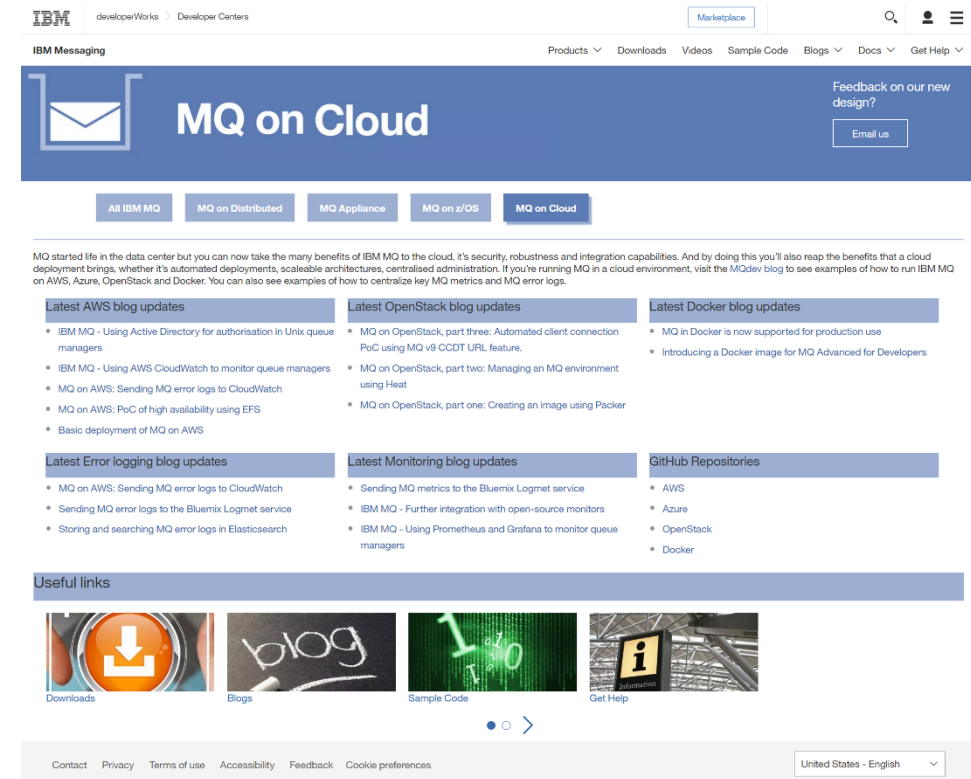 IBM developerWorks Developer Centers Marketplace
IBM Messaging Products Downloads Videos Sample Code Blogs Docs Get Help
MQ on Cloud
Feedback on our new
design?
Email us
All IBM MQ MQ on Distributed MQ Appliance MQ on z/OS MQ on Cloud
MQ started life in the data center but you can now take the many benefits of IBM MQ to the cloud, it's security, robustness and integration capabilities. And by doing this you'll also reap the benefits that a cloud
deployment brings, whether it's automated deployments, scaleable architectures, centralised administration. If you're running MQ in a cloud environment, visit the MQdev blog to see examples of how to run IBM MQ
on AWS, Azure, OpenStack and Docker. You can also see examples of how to centralize key MQ metrics and MQ error logs.
Latest AWS blog updates
IBM MQ - Using Active Directory for authorisation in Unix queue
managers
IBM MQ - Using AWS CloudWatch to monitor queue managers
MQ on AWS: Sending MQ error logs to CloudWatch
MQ on AWS: PoC of high availability using EFS
Basic deployment of MQ on AWS
Latest OpenStack blog updates
MQ on OpenStack, part three: Automated client connection
PoC using MQ v9 CCDT URL feature.
MQ on OpenStack, part two: Managing an MQ environment
using Heat
MQ on OpenStack, part one: Creating an image using Packer
Latest Docker blog updates
MQ in Docker is now supported for production use
Introducing a Docker image for MQ Advanced for Developers
Latest Error logging blog updates
MQ on AWS: Sending MQ error logs to CloudWatch
Sending MQ error logs to the Bluemix Logmet service
Storing and searching MQ error logs in Elasticsearch
Latest Monitoring blog updates
Sending MQ metrics to the Bluemix Logmet service
IBM MQ - Further integration with open-source monitors
IBM MQ - Using Prometheus and Grafana to monitor queue
managers
GitHub Repositories
AWS
Azure
OpenStack
Docker
Useful links
blog
1 0 1 0
i
Information
Downloads Blogs Sample Code Get Help
Contact Privacy Terms of use Accessibility Feedback Cookie preferences United States - English